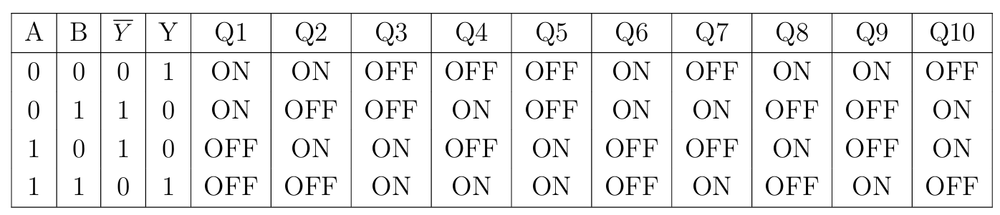 A B Y̅ Y Q1 Q2 Q3 Q4 Q5 Q6 Q7 Q8 Q9 Q10
0 0 0 1 ON ON OFF OFF OFF ON OFF ON ON OFF
0 1 1 0 ON OFF OFF ON OFF ON ON OFF OFF ON
1 0 1 0 OFF ON ON OFF ON OFF OFF ON OFF ON
1 1 0 1 OFF OFF ON ON ON OFF ON OFF ON OFF